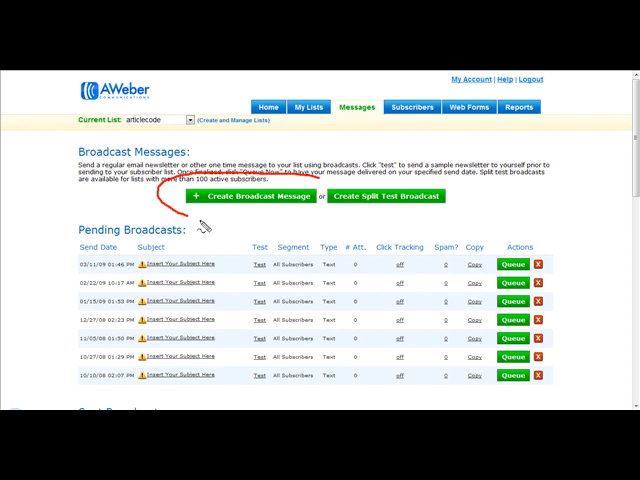 My Account | Help | Logout
AWeber
COMMUNICATIONS
Home My Lists Messages Subscribers Web Forms Reports
Current List: articlecode (Create and Manage Lists)
Broadcast Messages:
Send a regular email newsletter or other one time message to your list using broadcasts. Click "test" to send a sample newsletter to yourself prior to
sending to your subscriber list. Once finalized, click "Queue Now" to have your message delivered on your specified send date. Split test broadcasts
are available for lists with more than 100 active subscribers.
+ Create Broadcast Message or Create Split Test Broadcast
Pending Broadcasts:
Send Date Subject Test Segment Type # Att. Click Tracking Spam? Copy Actions
03/11/09 01:46 PM Insert Your Subject Here Test All Subscribers Text 0 off 0 Copy Queue X
02/22/09 10:17 AM Insert Your Subject Here Test All Subscribers Text 0 off 0 Copy Queue X
01/15/09 01:53 PM Insert Your Subject Here Test All Subscribers Text 0 off 0 Copy Queue X
12/27/08 02:23 PM Insert Your Subject Here Test All Subscribers Text 0 off 0 Copy Queue X
11/05/08 01:50 PM Insert Your Subject Here Test All Subscribers Text 0 off 0 Copy Queue X
10/27/08 01:29 PM Insert Your Subject Here Test All Subscribers Text 0 off 0 Copy Queue X
10/10/08 02:07 PM Insert Your Subject Here Test All Subscribers Text 0 off 0 Copy Queue X